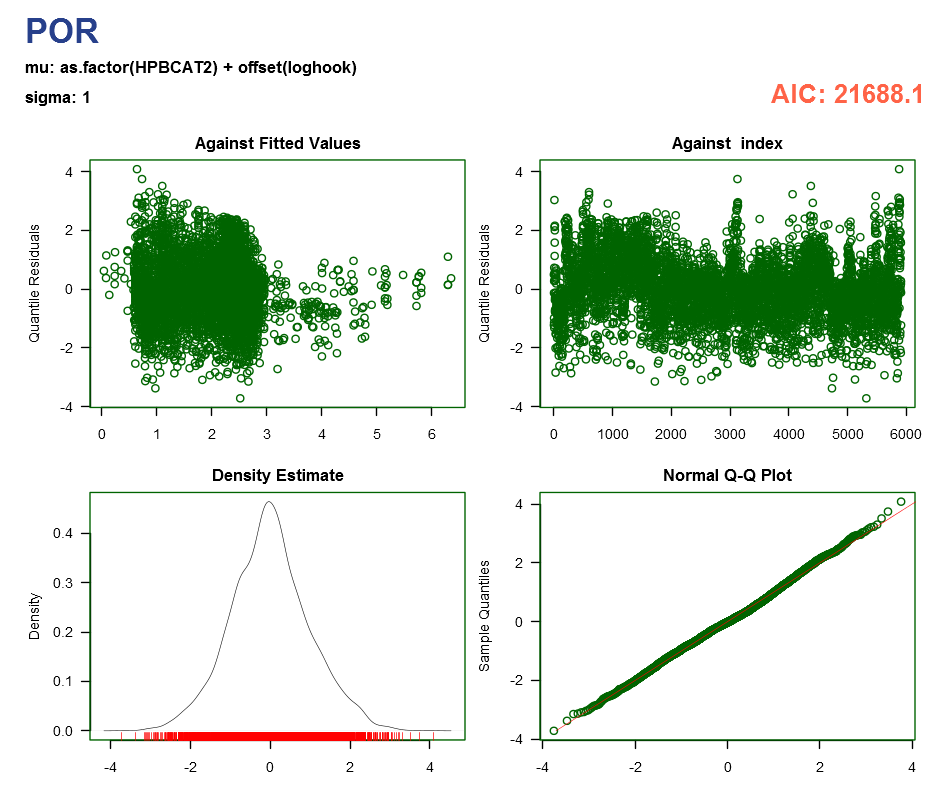 POR
mu: as.factor(HPBCAT2) + offset(loghook)
sigma: 1
AIC: 21688.1
Against Fitted Values
Quantile Residuals
4
2
0
-2
-4
0 1 2 3 4 5 6
Against  index
Quantile Residuals
4
2
0
-2
-4
0 1000 2000 3000 4000 5000 6000
Density Estimate
Density
0.4
0.3
0.2
0.1
0.0
-4 -2 0 2 4
Normal Q-Q Plot
Sample Quantiles
4
2
0
-2
-4
-4 -2 0 2 4